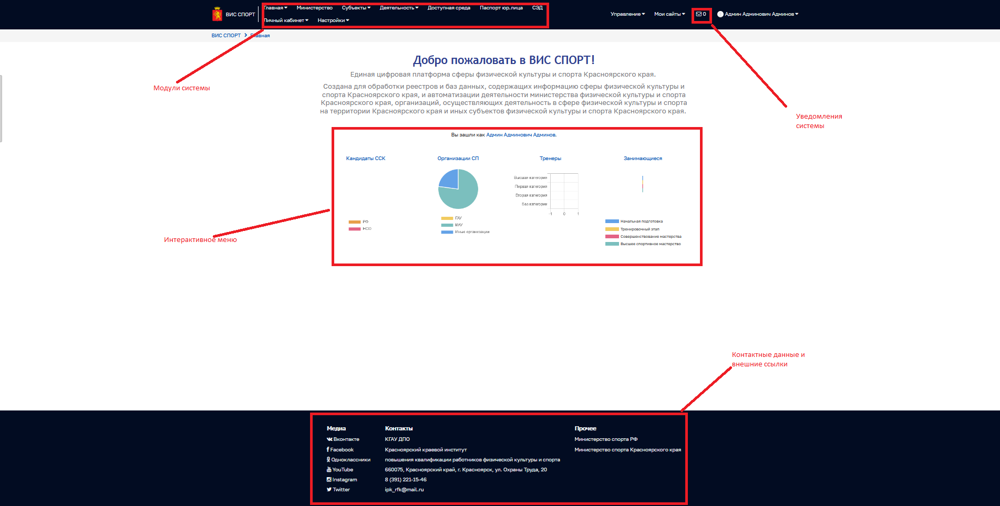 ВИС СПОРТ
Главная Министерство Субъекты Деятельность Доступная среда Паспорт юр.лица СЭД
Личный кабинет Настройки
Управление Мои сайты 0 Админ Админович Админов
ВИС СПОРТ Главная
Добро пожаловать в ВИС СПОРТ!
Единая цифровая платформа сферы физической культуры и спорта Красноярского края.
Создана для обработки реестров и баз данных, содержащих информацию сферы физической культуры и
спорта Красноярского края, и автоматизации деятельности министерства физической культуры и спорта
Красноярского края, организаций, осуществляющих деятельность в сфере физической культуры и спорта
на территории Красноярского края и иных субъектов физической культуры и спорта Красноярского края.
Модули системы
Уведомления
системы
Вы зашли как Админ Админович Админов.
Кандидаты ССК
РФ
НСО
Организации СП
ГАУ
МАУ
Иные организации
Тренеры
Высшая категория
Первая категория
Вторая категория
Без категории
-1 0 1
Занимающиеся
Начальная подготовка
Тренировочный этап
Совершенствование мастерства
Высшее спортивное мастерство
Интерактивное меню
Контактные данные и
внешние ссылки
Медиа
Вконтакте
Facebook
Одноклассники
YouTube
Instagram
Twitter
Контакты
КГАУ ДПО
Красноярский краевой институт
повышения квалификации работников физической культуры и спорта
660075, Красноярский край, г. Красноярск, ул. Охраны Труда, 20
8 (391) 221-15-46
ipk_rfk@mail.ru
Прочее
Министерство спорта РФ
Министерство спорта Красноярского края